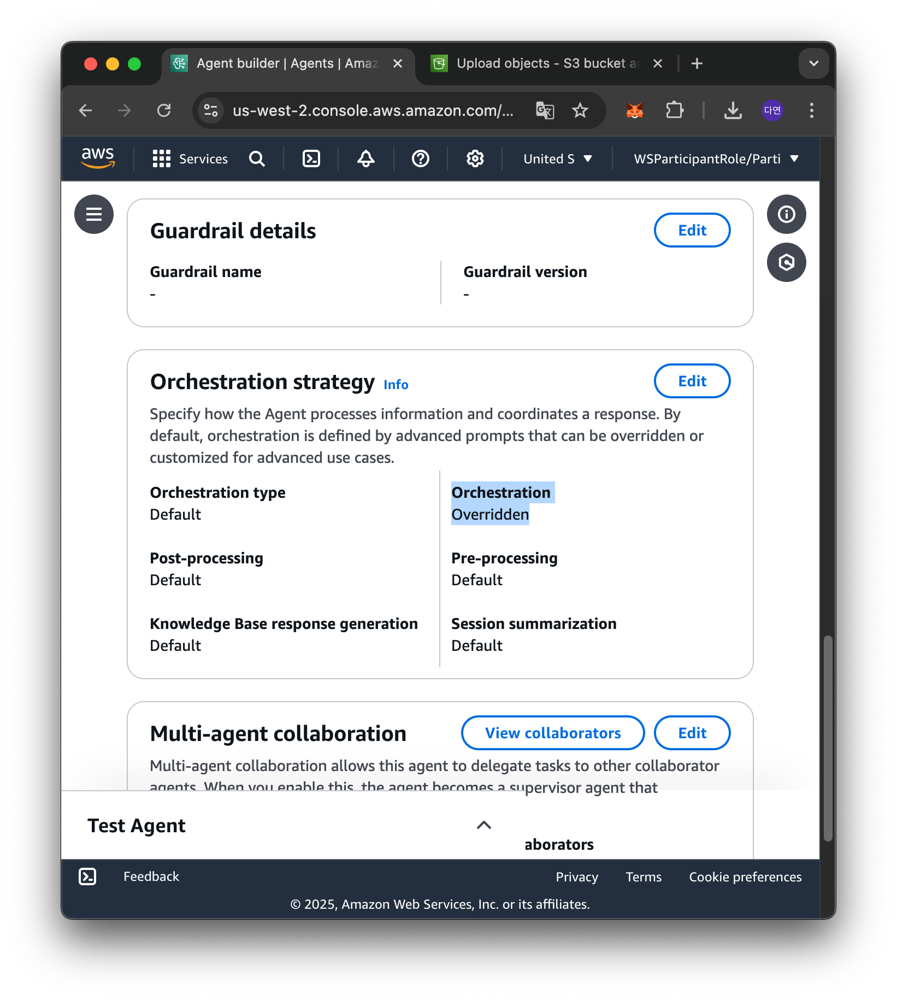 Agent builder | Agents | Amaz
Upload objects - S3 bucket a
us-west-2.console.aws.amazon.com/...
다연
aws
Services
United S
WSParticipantRole/Parti
Guardrail details
Edit
Guardrail name
-
Guardrail version
-
Orchestration strategy Info
Edit
Specify how the Agent processes information and coordinates a response. By
default, orchestration is defined by advanced prompts that can be overridden or
customized for advanced use cases.
Orchestration type
Default
Orchestration
Overridden
Post-processing
Default
Pre-processing
Default
Knowledge Base response generation
Default
Session summarization
Default
Multi-agent collaboration
View collaborators
Edit
Multi-agent collaboration allows this agent to delegate tasks to other collaborator
agents. When you enable this, the agent becomes a supervisor agent that
Test Agent
aborators
Feedback
Privacy
Terms
Cookie preferences
© 2025, Amazon Web Services, Inc. or its affiliates.